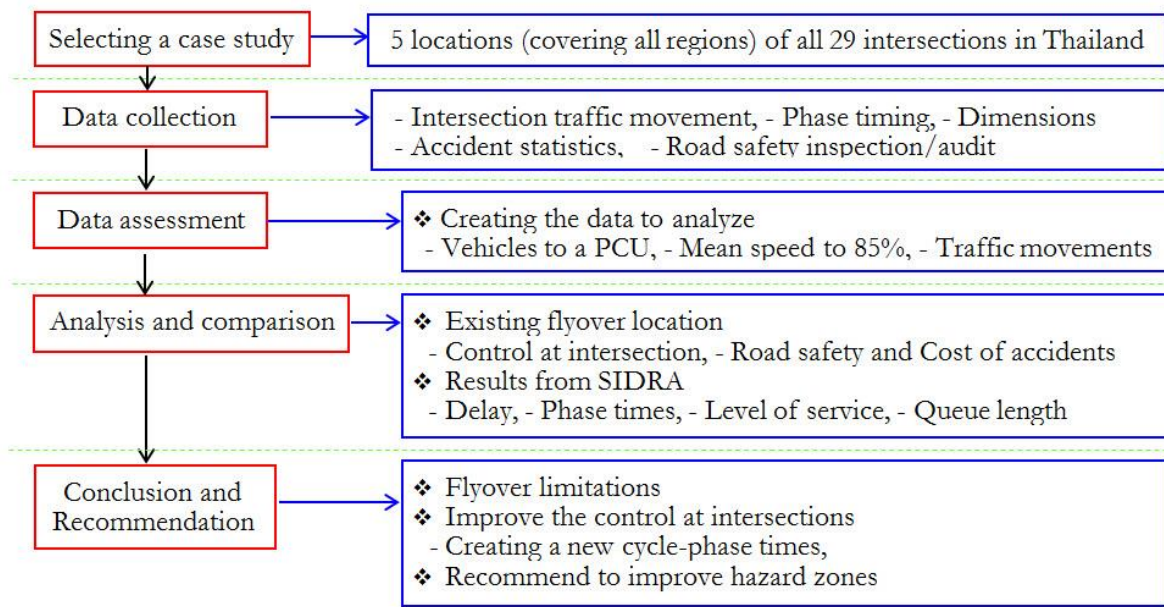 Selecting a case study
5 locations (covering all regions) of all 29 intersections in Thailand
Data collection
- Intersection traffic movement, - Phase timing, - Dimensions
- Accident statistics, - Road safety inspection/audit
Data assessment
❖ Creating the data to analyze
- Vehicles to a PCU, - Mean speed to 85%, - Traffic movements
Analysis and comparison
❖ Existing flyover location
- Control at intersection, - Road safety and Cost of accidents
❖ Results from SIDRA
- Delay, - Phase times, - Level of service, - Queue length
Conclusion and
Recommendation
❖ Flyover limitations
❖ Improve the control at intersections
- Creating a new cycle-phase times,
❖ Recommend to improve hazard zones